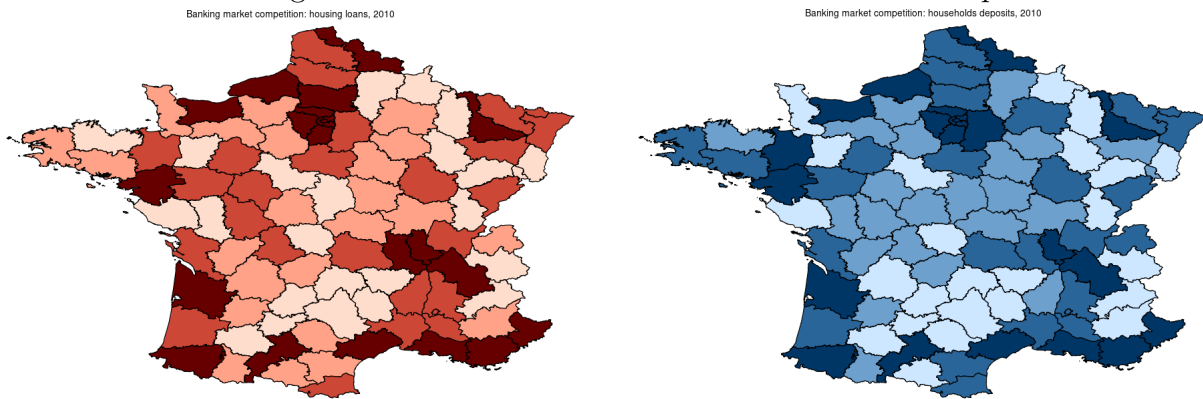 Banking market competition: housing loans, 2010
Banking market competition: households deposits, 2010